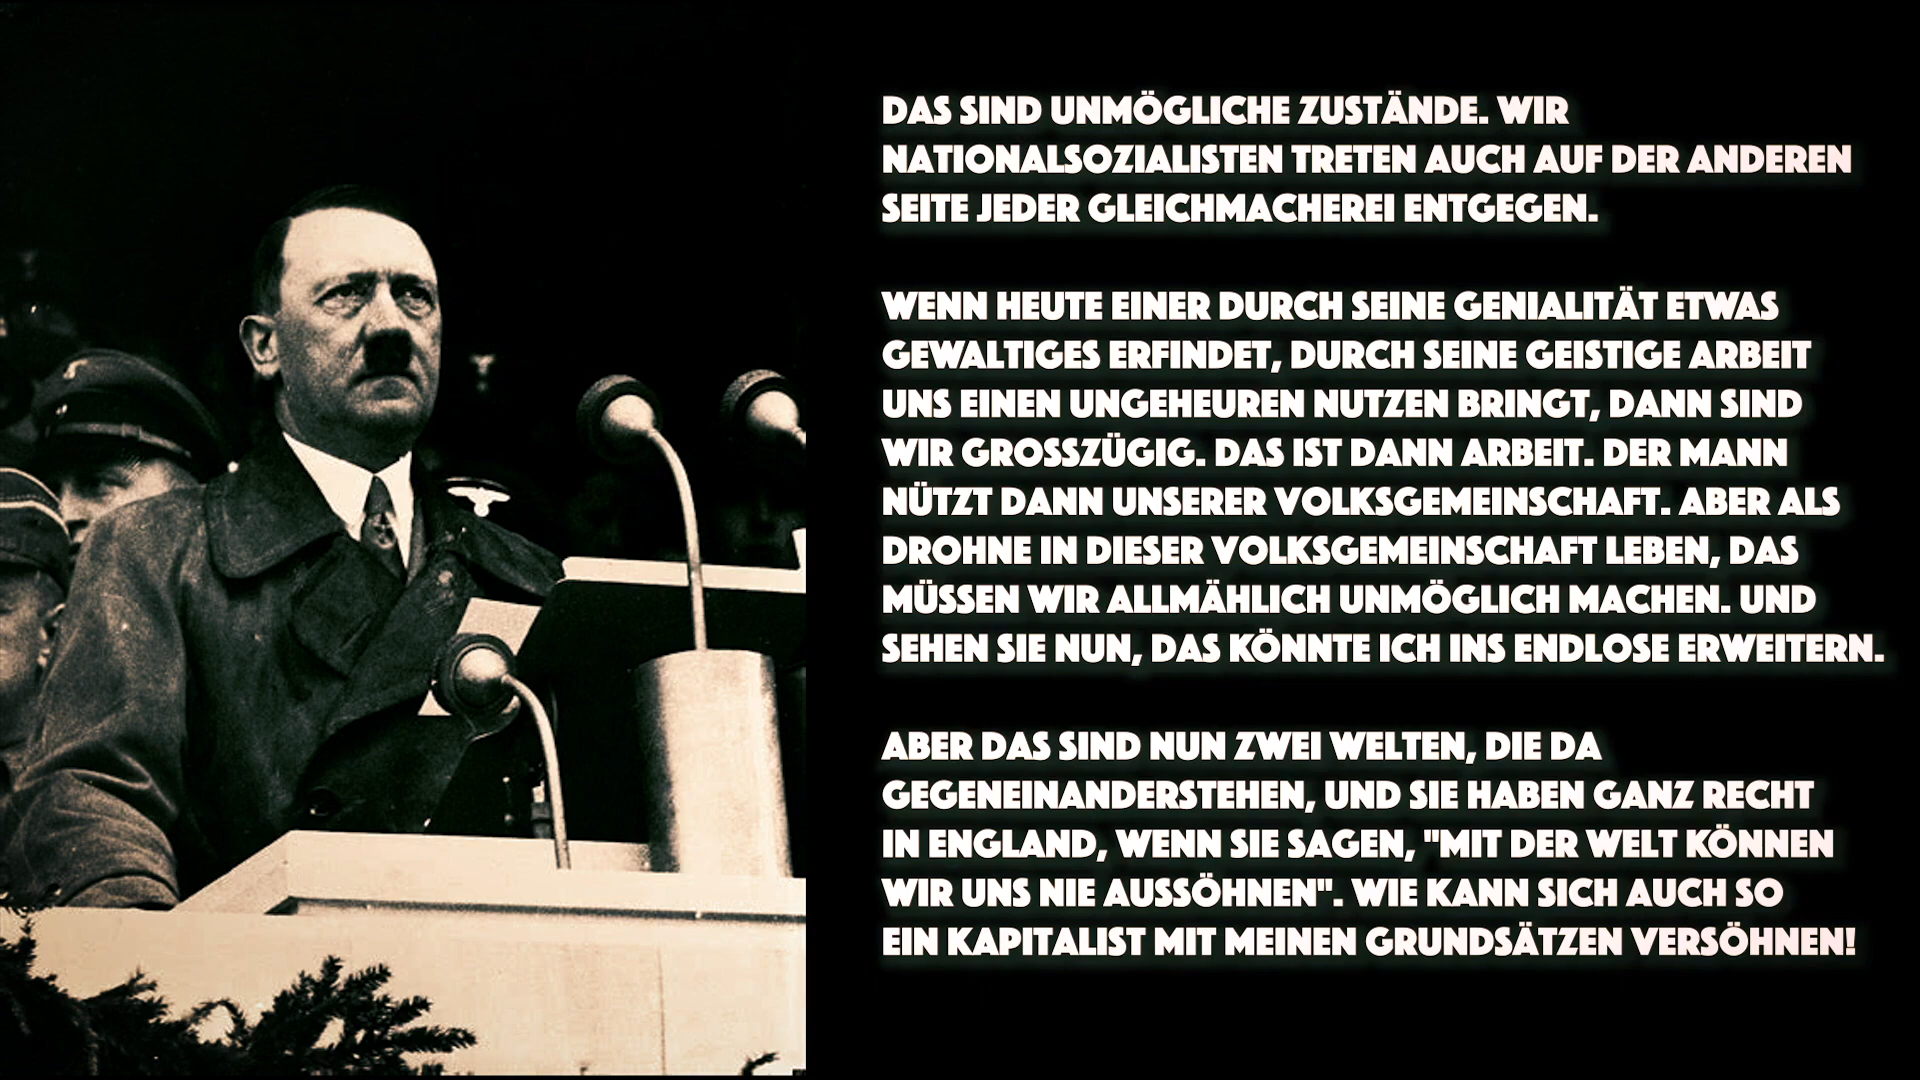 DAS SIND UNMÖGLICHE ZUSTÄNDE. WIR
NATIONALSOZIALISTEN TRETEN AUCH AUF DER ANDEREN
SEITE JEDER GLEICHMACHEREI ENTGEGEN.
WENN HEUTE EINER DURCH SEINE GENIALITÄT ETWAS
GEWALTIGES ERFINDET, DURCH SEINE GEISTIGE ARBEIT
UNS EINEN UNGEHEUREN NUTZEN BRINGT, DANN SIND
WIR GROSSZÜGIG. DAS IST DANN ARBEIT. DER MANN
NÜTZT DANN UNSERER VOLKSGEMEINSCHAFT. ABER ALS
DROHNE IN DIESER VOLKSGEMEINSCHAFT LEBEN, DAS
MÜSSEN WIR ALLMÄHLICH UNMÖGLICH MACHEN. UND
SEHEN SIE NUN, DAS KÖNNTE ICH INS ENDLOSE ERWEITERN.
ABER DAS SIND NUN ZWEI WELTEN, DIE DA
GEGENEINANDERSTEHEN, UND SIE HABEN GANZ RECHT
IN ENGLAND, WENN SIE SAGEN, "MIT DER WELT KÖNNEN
WIR UNS NIE AUSSÖHNEN". WIE KANN SICH AUCH SO
EIN KAPITALIST MIT MEINEN GRUNDSÄTZEN VERSÖHNEN!